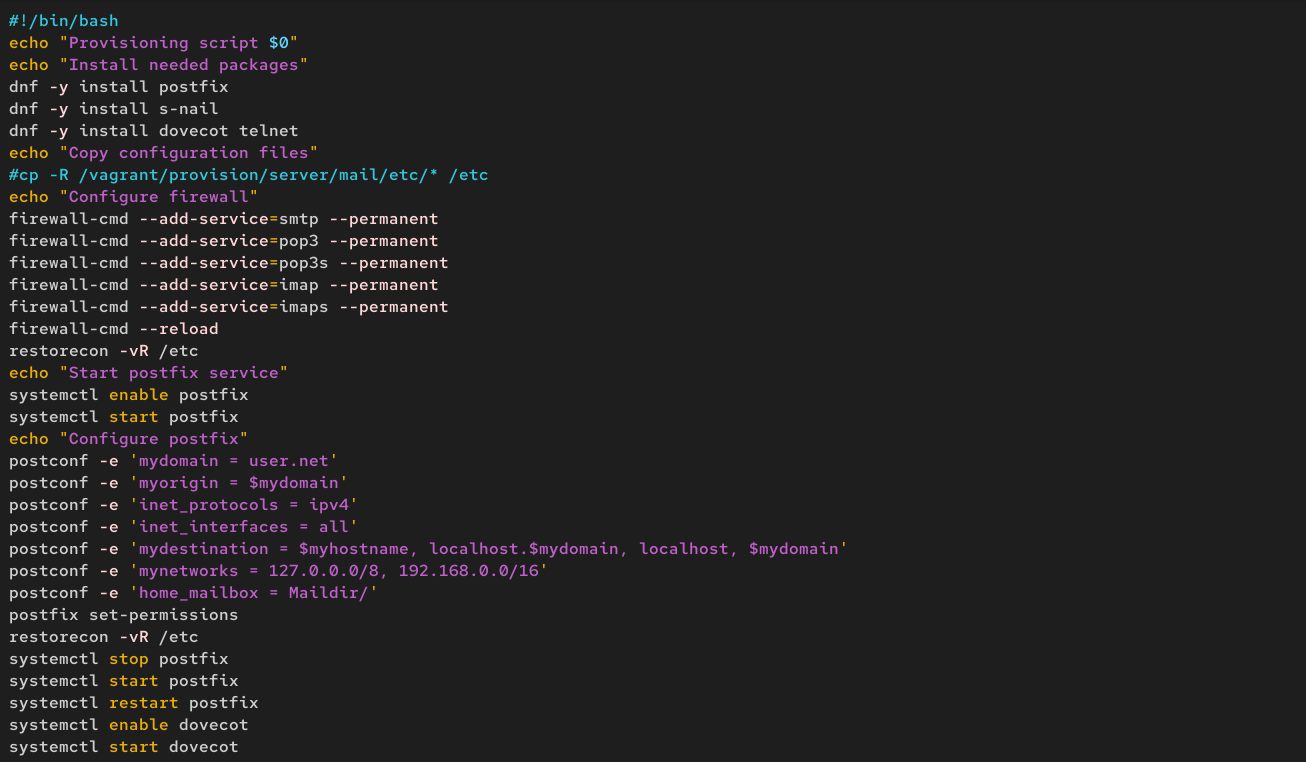 #!/bin/bash
echo "Provisioning script $0"
echo "Install needed packages"
dnf -y install postfix
dnf -y install s-nail
dnf -y install dovecot telnet
echo "Copy configuration files"
#cp -R /vagrant/provision/server/mail/etc/* /etc
echo "Configure firewall"
firewall-cmd --add-service=smtp --permanent
firewall-cmd --add-service=pop3 --permanent
firewall-cmd --add-service=pop3s --permanent
firewall-cmd --add-service=imap --permanent
firewall-cmd --add-service=imaps --permanent
firewall-cmd --reload
restorecon -vR /etc
echo "Start postfix service"
systemctl enable postfix
systemctl start postfix
echo "Configure postfix"
postconf -e 'mydomain = user.net'
postconf -e 'myorigin = $mydomain'
postconf -e 'inet_protocols = ipv4'
postconf -e 'inet_interfaces = all'
postconf -e 'mydestination = $myhostname, localhost.$mydomain, localhost, $mydomain'
postconf -e 'mynetworks = 127.0.0.0/8, 192.168.0.0/16'
postconf -e 'home_mailbox = Maildir/'
postfix set-permissions
restorecon -vR /etc
systemctl stop postfix
systemctl start postfix
systemctl restart postfix
systemctl enable dovecot
systemctl start dovecot